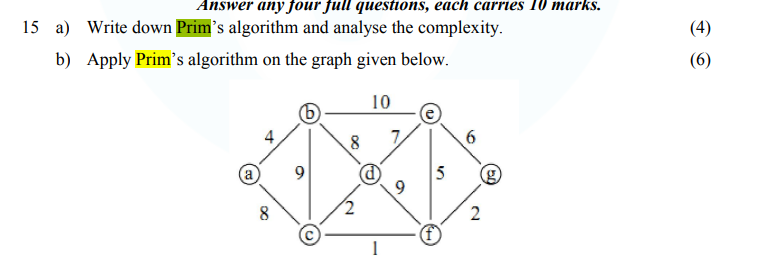 Answer any four full questions, each carries 10 marks.
15 a) Write down Prim's algorithm and analyse the complexity. (4)
b) Apply Prim's algorithm on the graph given below. (6)
10
b e
4 8 7 6
a 9 d 5 g
9
8 2 2
c f
1